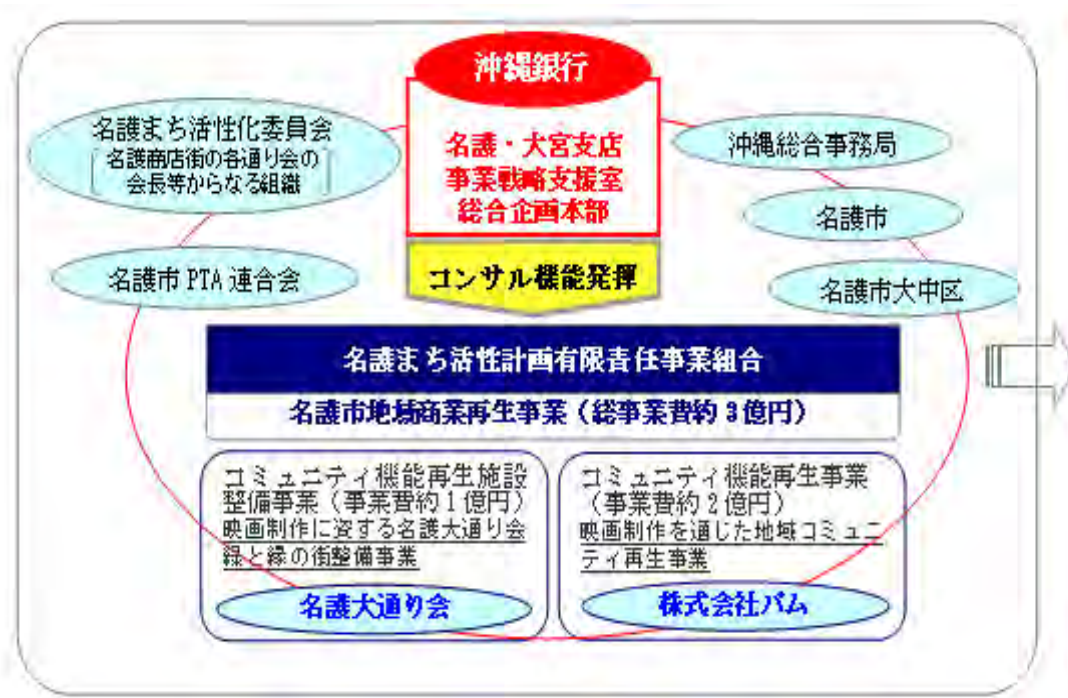 沖縄銀行
名護・大宮支店
事業戦略支援室
総合企画本部
コンサル機能発揮
名護まち活性化委員会
名護商店街の各通り会の
会長等からなる組織
名護市 PTA 連合会
沖縄総合事務局
名護市
名護市大中区
名護まち活性計画有限責任事業組合
名護市地域商業再生事業（総事業費約3億円）
コミュニティ機能再生施設
整備事業（事業費約1億円）
映画制作に資する名護大通り会
緑と縁の街整備事業
名護大通り会
コミュニティ機能再生事業
（事業費約2億円）
映画制作を通じた地域コミュニ
ティ再生事業
株式会社バム